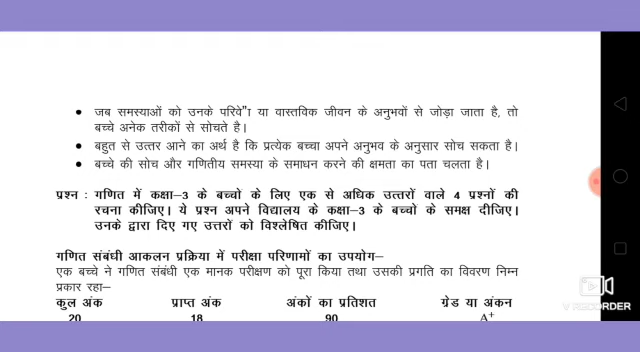 • जब समस्याओं को उनके परिवे"ा या वास्तविक जीवन के अनुभवों से जोड़ा जाता है, तो
बच्चे अनेक तरीकों से सोचते है।
• बहुत से उत्तर आने का अर्थ है कि प्रत्येक बच्चा अपने अनुभव के अनुसार सोच सकता है।
• बच्चे की सोच और गणितीय समस्या के समाधन करने की क्षमता का पता चलता है।
प्रश्न : गणित में कक्षा–3 के बच्चो के लिए एक से अधिक उत्तरों वाले 4 प्रश्नों की
रचना कीजिए। ये प्रश्न अपने विद्यालय के कक्षा–3 के बच्चों के समक्ष दीजिए।
उनके द्वारा दिए गए उत्तरों को विश्लेषित कीजिए।
गणित संबंधी आकलन प्रक्रिया में परीक्षा परिणामों का उपयोग–
एक बच्चे ने गणित संबंधी एक मानक परीक्षण को पूरा किया तथा उसकी प्रगति का विवरण निम्न
प्रकार रहा–
कुल अंक प्राप्त अंक अंकों का प्रतिशत ग्रेड या अंकन
20 18 90 A+
V RECORDER